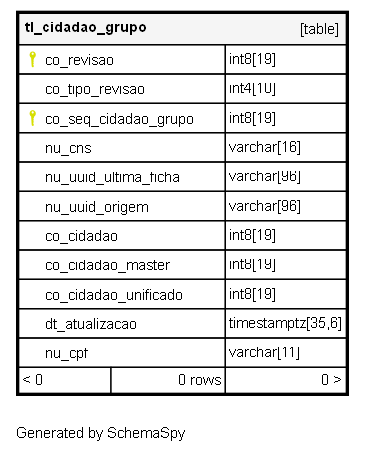 tl_cidadao_grupo [table]
co_revisao int8[19]
co_tipo_revisao int4[10]
co_seq_cidadao_grupo int8[19]
nu_cns varchar[16]
nu_uuid_ultima_ficha varchar[96]
nu_uuid_origem varchar[96]
co_cidadao int8[19]
co_cidadao_master int8[19]
co_cidadao_unificado int8[19]
dt_atualizacao timestamptz[35,6]
nu_cpf varchar[11]
< 0 0 rows 0 >
Generated by SchemaSpy